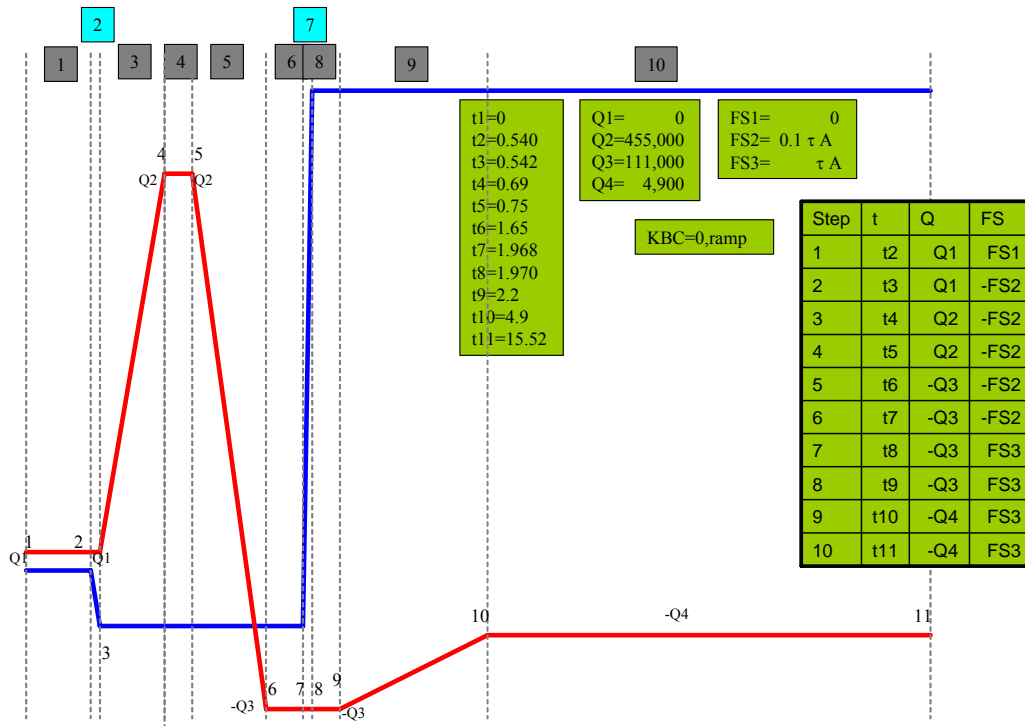 2
7
1
3
4
5
6
8
9
10
t1=0
t2=0.540
t3=0.542
t4=0.69
t5=0.75
t6=1.65
t7=1.968
t8=1.970
t9=2.2
t10=4.9
t11=15.52
Q1= 0
Q2=455,000
Q3=111,000
Q4= 4,900
FS1= 0
FS2= 0.1 τ A
FS3= τ A
KBC=0,ramp
4
5
Q2
Q2
Step t Q FS
1 t2 Q1 FS1
2 t3 Q1 -FS2
3 t4 Q2 -FS2
4 t5 Q2 -FS2
5 t6 -Q3 -FS2
6 t7 -Q3 -FS2
7 t8 -Q3 FS3
8 t9 -Q3 FS3
9 t10 -Q4 FS3
10 t11 -Q4 FS3
1
2
Q1
Q1
3
10
-Q4
11
6
7
8
9
-Q3
-Q3